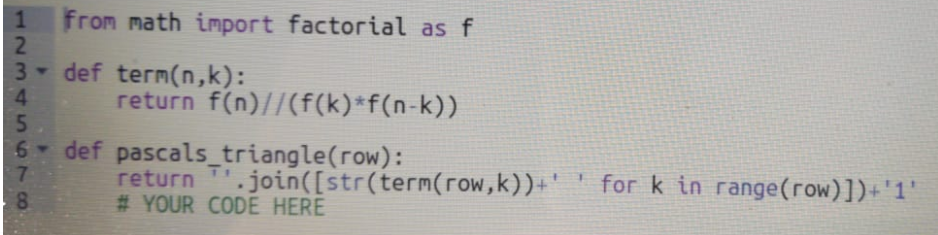 1 from math import factorial as f
2
3 def term(n,k):
4 return f(n)//(f(k)*f(n-k))
5
6 def pascals_triangle(row):
7 return ''.join([str(term(row,k))+' ' for k in range(row)])+'1'
8 # YOUR CODE HERE